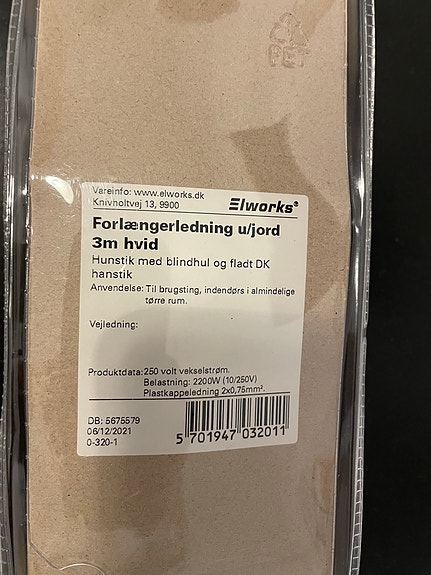 PET
Vareinfo: www.elworks.dk
Knivholtvej 13, 9900
Elworks®
Forlængerledning u/jord
3m hvid
Hunstik med blindhul og fladt DK
hanstik
Anvendelse: Til brugsting, indendørs i almindelige
tørre rum.
Vejledning:
Produktdata: 250 volt vekselstrøm.
Belastning: 2200W (10/250V)
Plastkappeledning 2x0,75mm².
DB: 5675579
06/12/2021
0-320-1
5 701947 032011